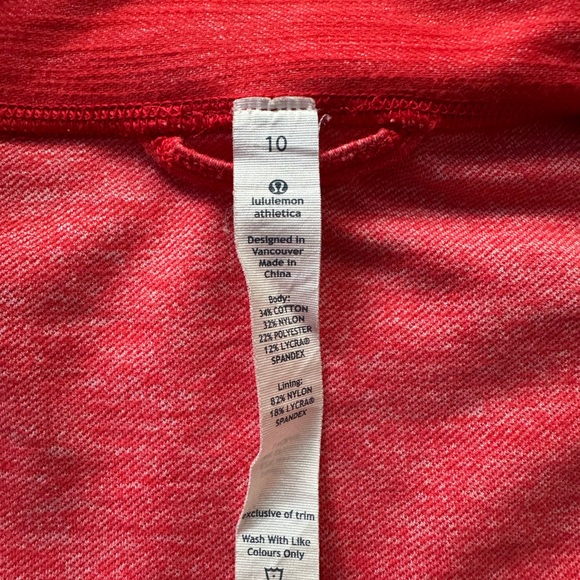 10
lululemon
athletica
Designed in
Vancouver
Made in
China
Body:
34% COTTON
32% NYLON
22% POLYESTER
12% LYCRA®
SPANDEX
Lining:
82% NYLON
18% LYCRA®
SPANDEX
exclusive of trim
Wash With Like
Colours Only